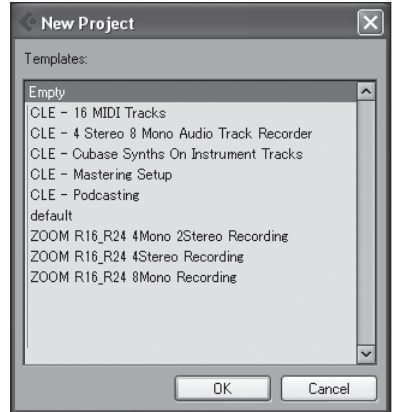 New Project
Templates:
Empty
CLE - 16 MIDI Tracks
CLE - 4 Stereo 8 Mono Audio Track Recorder
CLE - Cubase Synths On Instrument Tracks
CLE - Mastering Setup
CLE - Podcasting
default
ZOOM R16_R24 4Mono 2Stereo Recording
ZOOM R16_R24 4Stereo Recording
ZOOM R16_R24 8Mono Recording
OK
Cancel